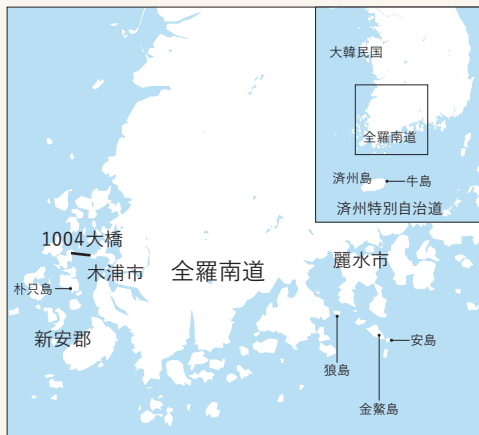 大韓民国
全羅南道
済州島
牛島
済州特別自治道
1004大橋
木浦市
全羅南道
麗水市
朴只島
新安郡
狼島
安島
金鰲島